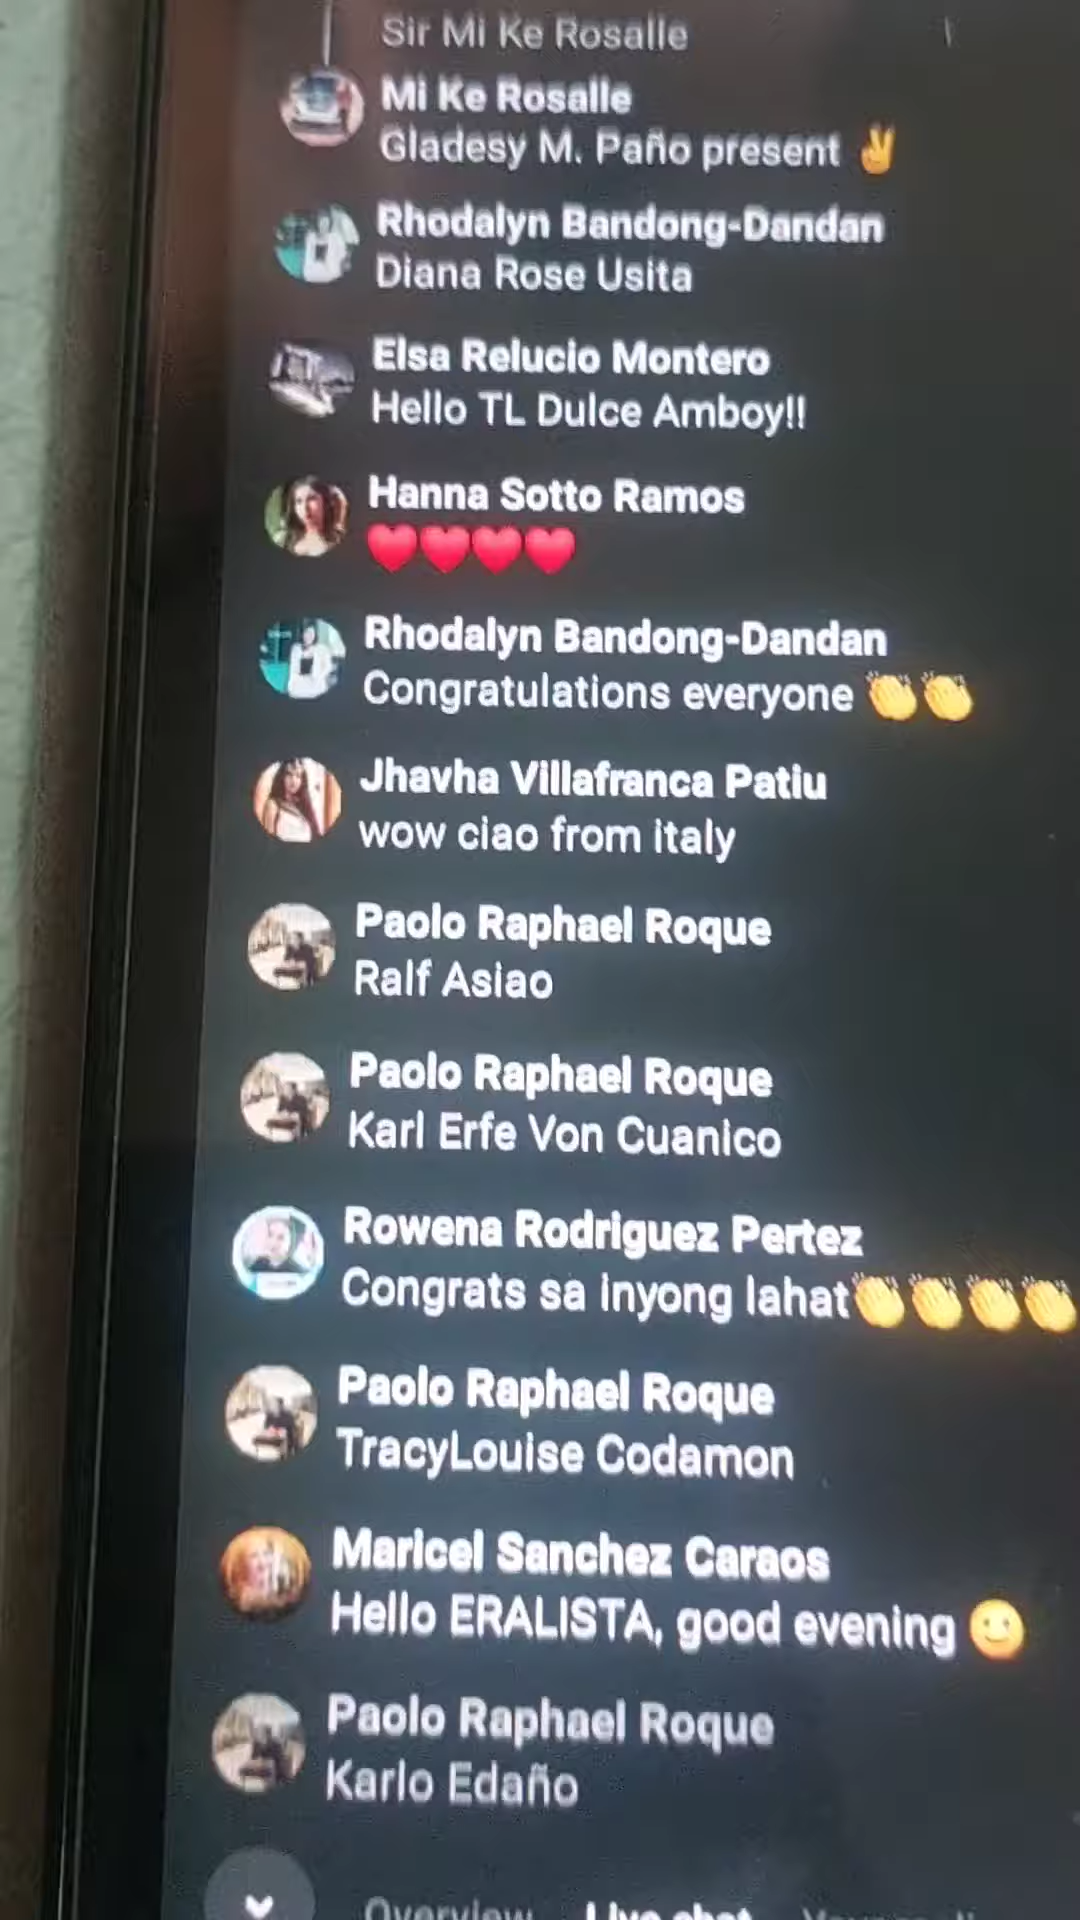 Sir Mi Ke Rosalle
Mi Ke Rosalle
Gladesy M. Paño present ✌
Rhodalyn Bandong-Dandan
Diana Rose Usita
Elsa Relucio Montero
Hello TL Dulce Amboy!!
Hanna Sotto Ramos
♥♥♥♥
Rhodalyn Bandong-Dandan
Congratulations everyone 👏👏
Jhavha Villafranca Patiu
wow ciao from italy
Paolo Raphael Roque
Ralf Asiao
Paolo Raphael Roque
Karl Erfe Von Cuanico
Rowena Rodriguez Pertez
Congrats sa inyong lahat👏👏👏👏
Paolo Raphael Roque
TracyLouise Codamon
Maricel Sanchez Caraos
Hello ERALISTA, good evening 🙂
Paolo Raphael Roque
Karlo Edaño
Overview Live chat